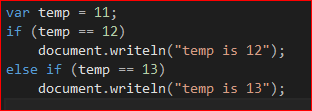 var temp = 11;
if (temp == 12)
    document.writeln("temp is 12");
else if (temp == 13)
    document.writeln("temp is 13");